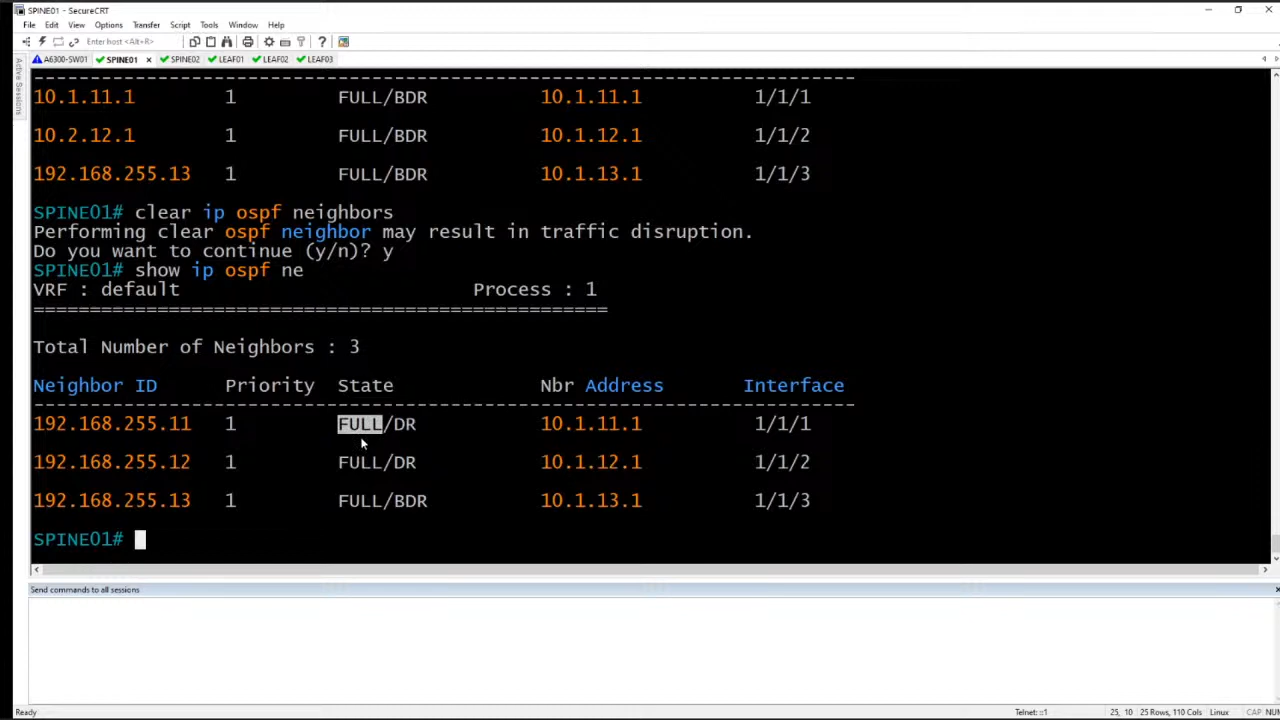 SPINE01 - SecureCRT
File Edit View Options Transfer Script Tools Window Help
Enter host <Alt+R>
A6300-SW01 SPINE01 SPINE02 LEAF01 LEAF02 LEAF03
Active Sessions
10.1.11.1 1 FULL/BDR 10.1.11.1 1/1/1
10.2.12.1 1 FULL/BDR 10.1.12.1 1/1/2
192.168.255.13 1 FULL/BDR 10.1.13.1 1/1/3
SPINE01# clear ip ospf neighbors
Performing clear ospf neighbor may result in traffic disruption.
Do you want to continue (y/n)? y
SPINE01# show ip ospf ne
VRF : default Process : 1
===================================================
Total Number of Neighbors : 3
Neighbor ID Priority State Nbr Address Interface
-------------------------------------------------------------------------
192.168.255.11 1 FULL/DR 10.1.11.1 1/1/1
192.168.255.12 1 FULL/DR 10.1.12.1 1/1/2
192.168.255.13 1 FULL/BDR 10.1.13.1 1/1/3
SPINE01#
Send commands to all sessions
Ready Telnet: ::1 25, 10 25 Rows, 110 Cols Linux CAP NUM